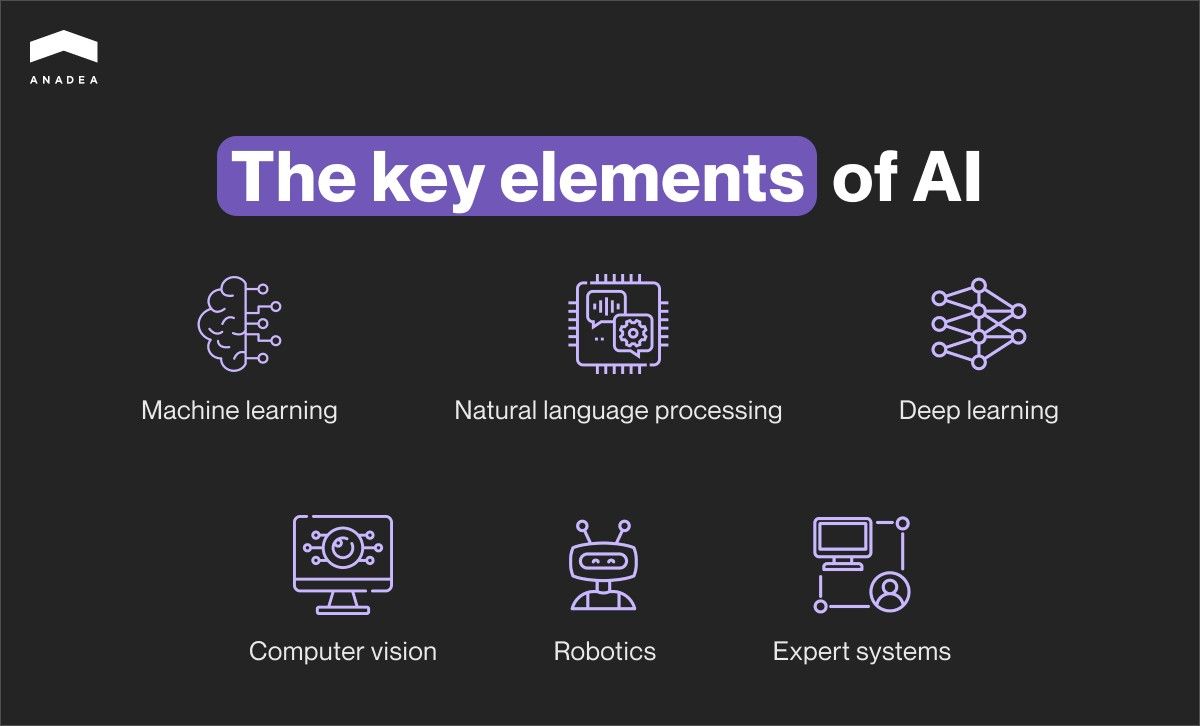 ANADEA
The key elements of AI
Machine learning
Natural language processing
Deep learning
Computer vision
Robotics
Expert systems